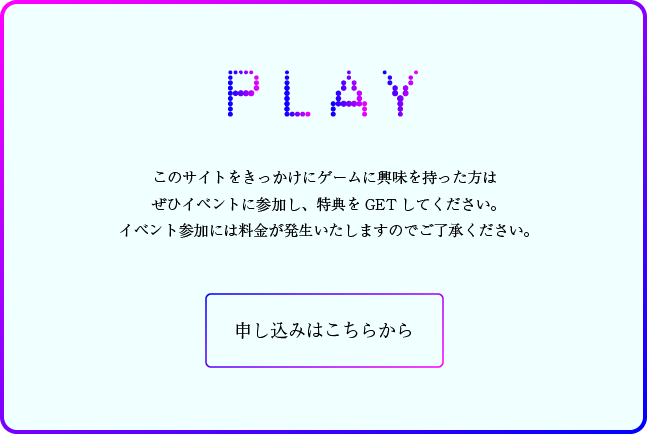 PLAY
このサイトをきっかけにゲームに興味を持った方は
ぜひイベントに参加し、特典を GET してください。
イベント参加には料金が発生いたしますのでご了承ください。
申し込みはこちらから